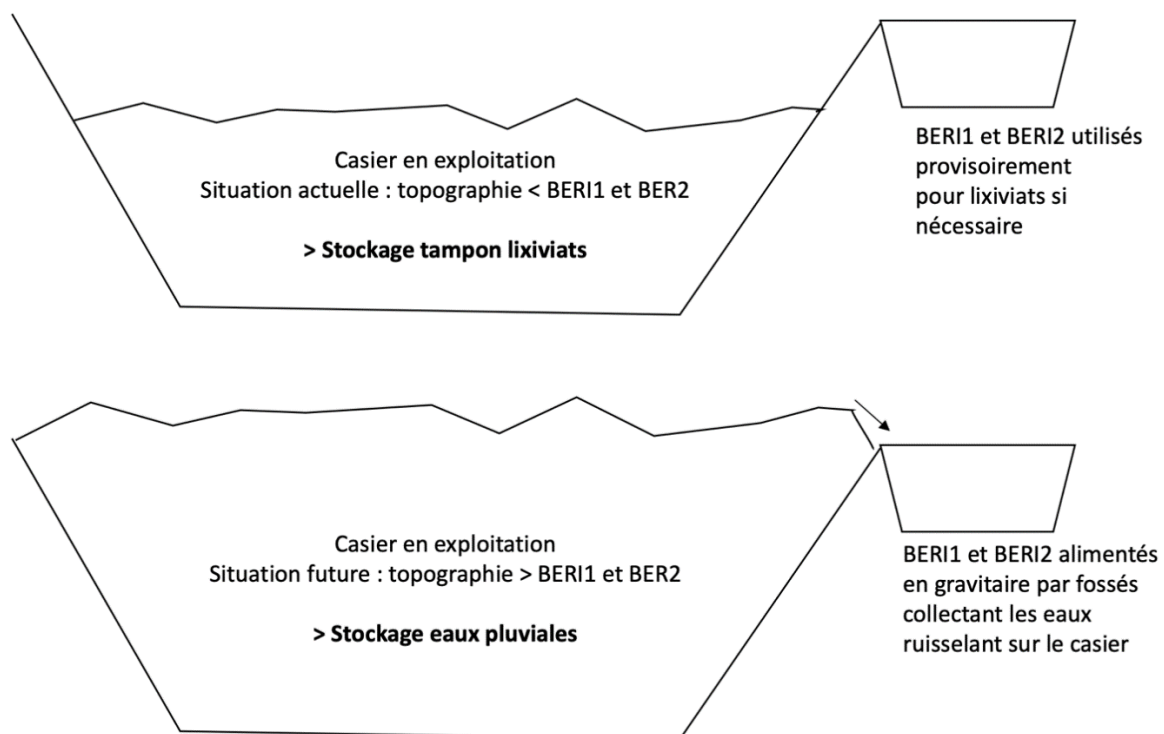 Casier en exploitation
Situation actuelle : topographie < BERI1 et BER2
> Stockage tampon lixiviats
BERI1 et BERI2 utilisés
provisoirement
pour lixiviats si
nécessaire
Casier en exploitation
Situation future : topographie > BERI1 et BER2
> Stockage eaux pluviales
BERI1 et BERI2 alimentés
en gravitaire par fossés
collectant les eaux
ruisselant sur le casier